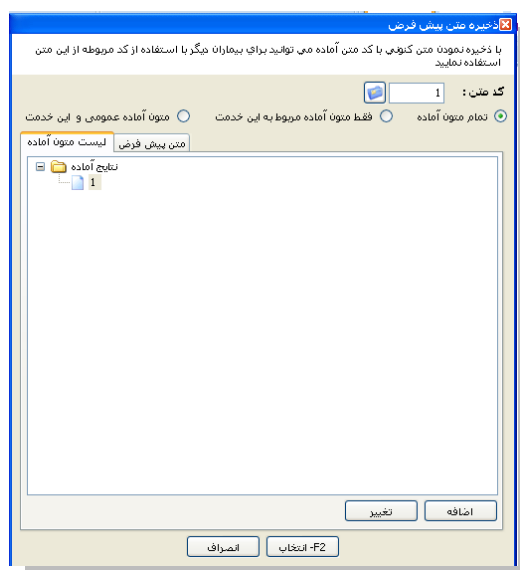 ذخیره متن پیش فرض
با ذخیره نمودن متن کنونی با کد متن آماده می توانید برای بیماران دیگر با استفاده از کد مربوطه از این متن
استفاده نمایید
کد متن : 1
تمام متون آماده فقط متون آماده مربوط به این خدمت متون آماده عمومی و این خدمت
متن پیش فرض لیست متون آماده
نتایج آماده
1
اضافه تغییر
F2- انتخاب انصراف